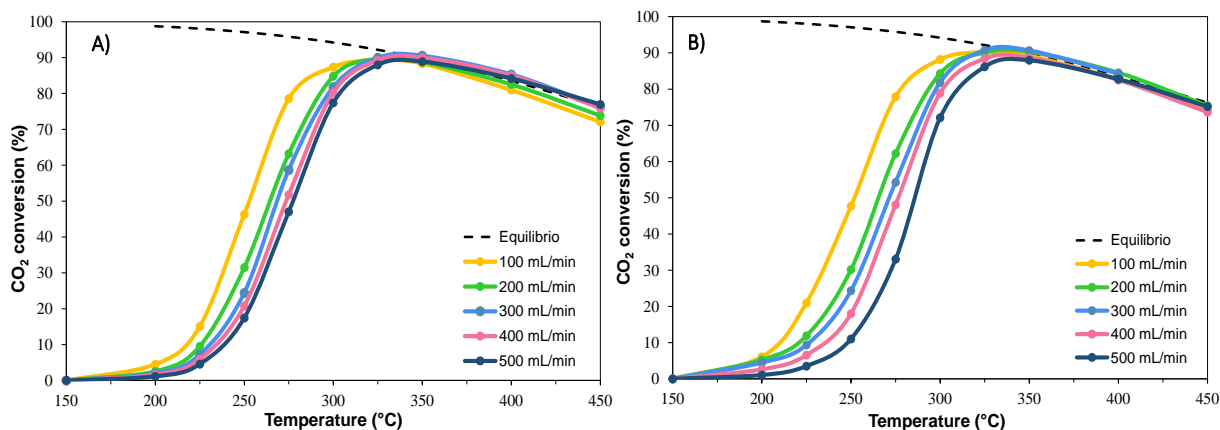 A)
100
90
80
70
60
50
40
30
20
10
0
CO₂ conversion (%)
150
200
250
300
350
400
450
Temperature (°C)
Equilibrio
100 mL/min
200 mL/min
300 mL/min
400 mL/min
500 mL/min
B)
100
90
80
70
60
50
40
30
20
10
0
CO₂ conversion (%)
150
200
250
300
350
400
450
Temperature (°C)
Equilibrio
100 mL/min
200 mL/min
300 mL/min
400 mL/min
500 mL/min